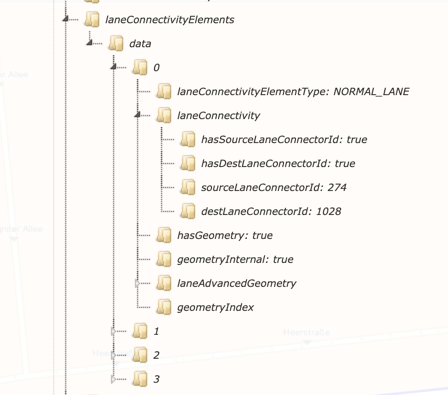 laneConnectivityElements
data
0
laneConnectivityElementType: NORMAL_LANE
laneConnectivity
hasSourceLaneConnectorId: true
hasDestLaneConnectorId: true
sourceLaneConnectorId: 274
destLaneConnectorId: 1028
hasGeometry: true
geometryInternal: true
laneAdvancedGeometry
geometryIndex
1
2
3